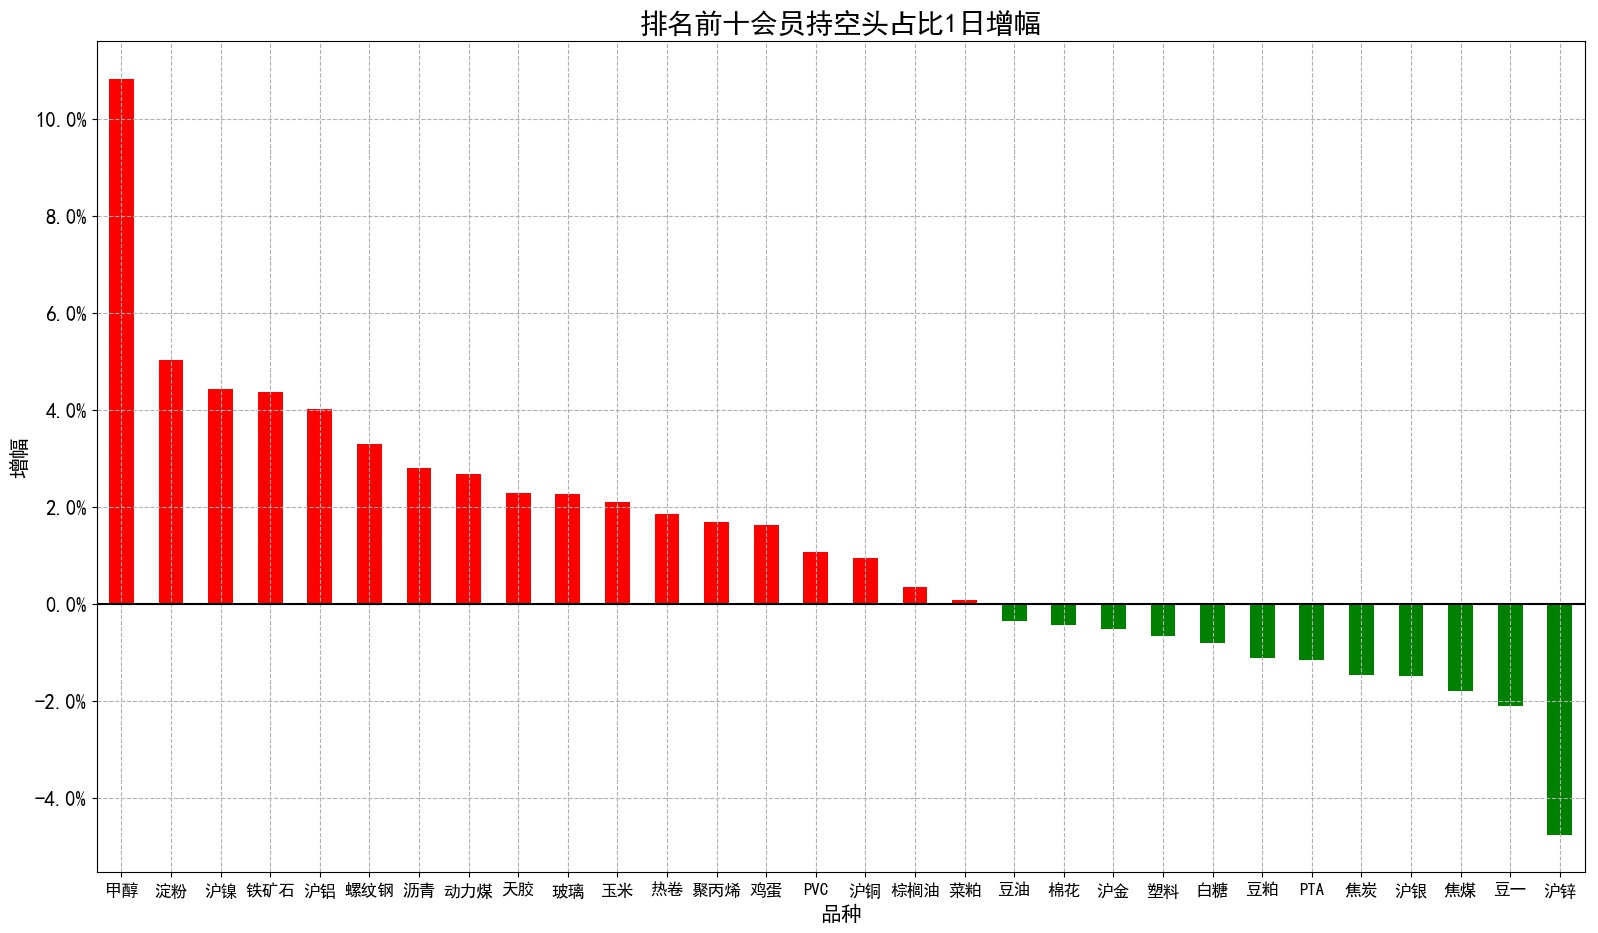 排名前十会员持空头占比1日增幅
增幅
10.0%
8.0%
6.0%
4.0%
2.0%
0.0%
-2.0%
-4.0%
甲醇 淀粉 沪镍 铁矿石 沪铝 螺纹钢 沥青 动力煤 天胶 玻璃 玉米 热卷 聚丙烯 鸡蛋 PVC 沪铜 棕榈油 菜粕 豆油 棉花 沪金 塑料 白糖 豆粕 PTA 焦炭 沪银 焦煤 豆一 沪锌
品种